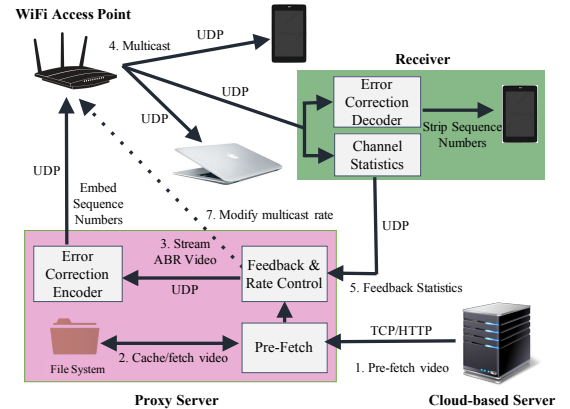 WiFi Access Point
4. Multicast
UDP
UDP
UDP
Receiver
Error
Correction
Decoder
Strip Sequence
Numbers
Channel
Statistics
UDP
Embed
Sequence
Numbers
7. Modify multicast rate
UDP
3. Stream
ABR Video
UDP
Error
Correction
Encoder
Feedback &
Rate Control
5. Feedback Statistics
TCP/HTTP
1. Pre-fetch video
Pre-Fetch
2. Cache/fetch video
File System
Proxy Server
Cloud-based Server